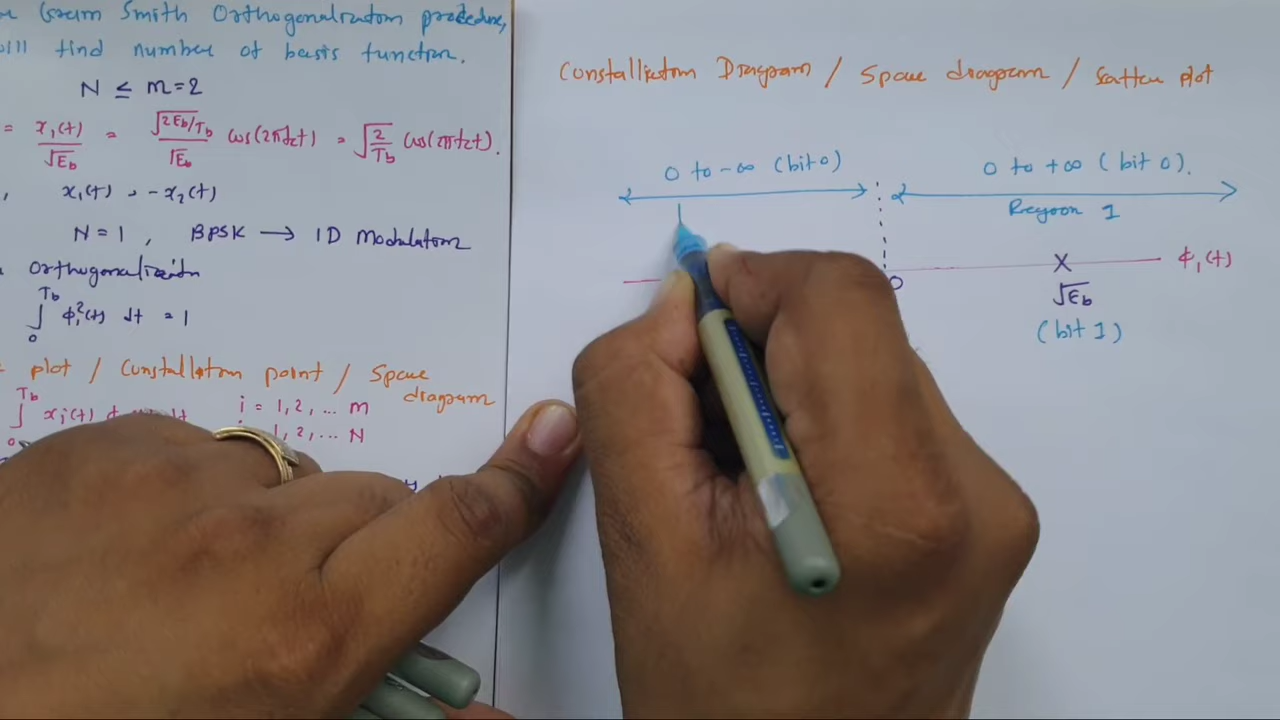 Gram Smith Orthogonalization procedure,
will find number of basis function.
N ≤ m = 2
= x₁(t)/√Eb = √2Eb/Tb / √Eb cos(2πfct) = √2/Tb cos(2πfct).
x₁(t) , -x₂(t)
N = 1 , BPSK → 1D Modulation
Orthogonalization
∫₀^Tb ϕ₁²(t) dt = 1
plot / Constallation point / Space
diagram
∫₀^Tb xᵢ(t) dt i = 1, 2, ... M
1, 2, ... N
Constallation Diagram / Space diagram / Scatter plot
0 to -∞ (bit 0)
0 to +∞ (bit 0).
Region 1
0
X
ϕ₁(t)
√Eb
(bit 1)